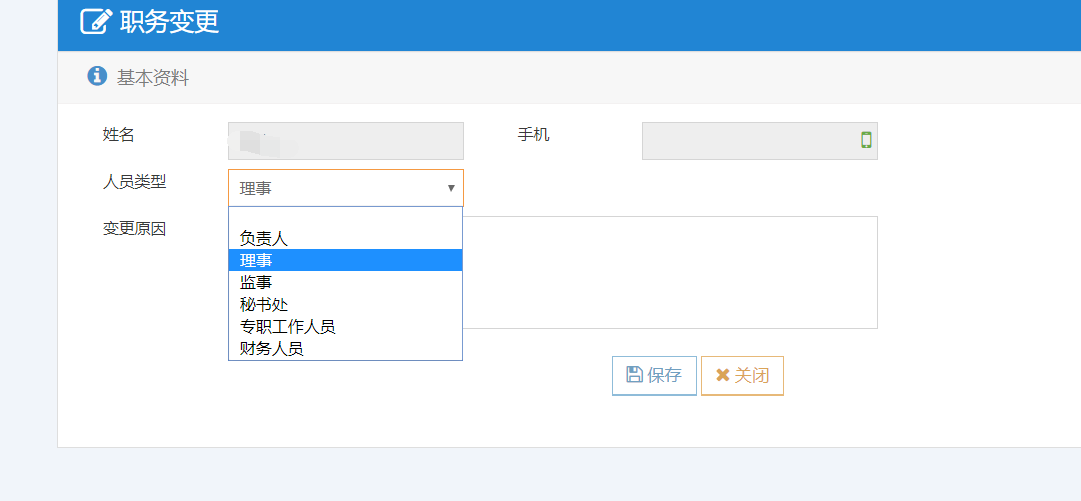 职务变更
基本资料
姓名
手机
人员类型
理事
变更原因
负责人
理事
监事
秘书处
专职工作人员
财务人员
保存
关闭